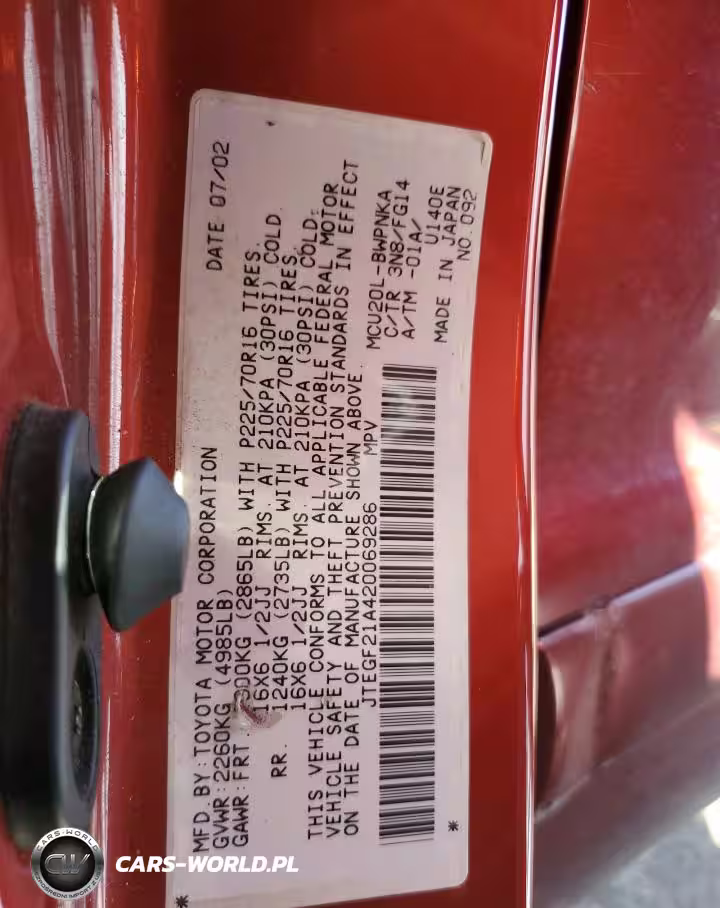 MFD. BY: TOYOTA MOTOR CORPORATION DATE 07/02
GVWR: 2260KG (4985LB)
GAWR: FRT. 300KG (2865LB) WITH P225/70R16 TIRES.
16X6 1/2JJ RIMS. AT 210KPA (30PSI) COLD.
RR. 1240KG (2735LB) WITH P225/70R16 TIRES.
16X6 1/2JJ RIMS. AT 210KPA (30PSI) COLD.
THIS VEHICLE CONFORMS TO ALL APPLICABLE FEDERAL MOTOR
VEHICLE SAFETY AND THEFT PREVENTION STANDARDS IN EFFECT
ON THE DATE OF MANUFACTURE SHOWN ABOVE.
JTEGF21A420069286 MPV
MCU20L-BWPNKA
C/TR 3N8/FG14
A/TM -01A/
U140E
MADE IN JAPAN
NO. 092
* *
CARS-WORLD
CW
CARS-WORLD.PL